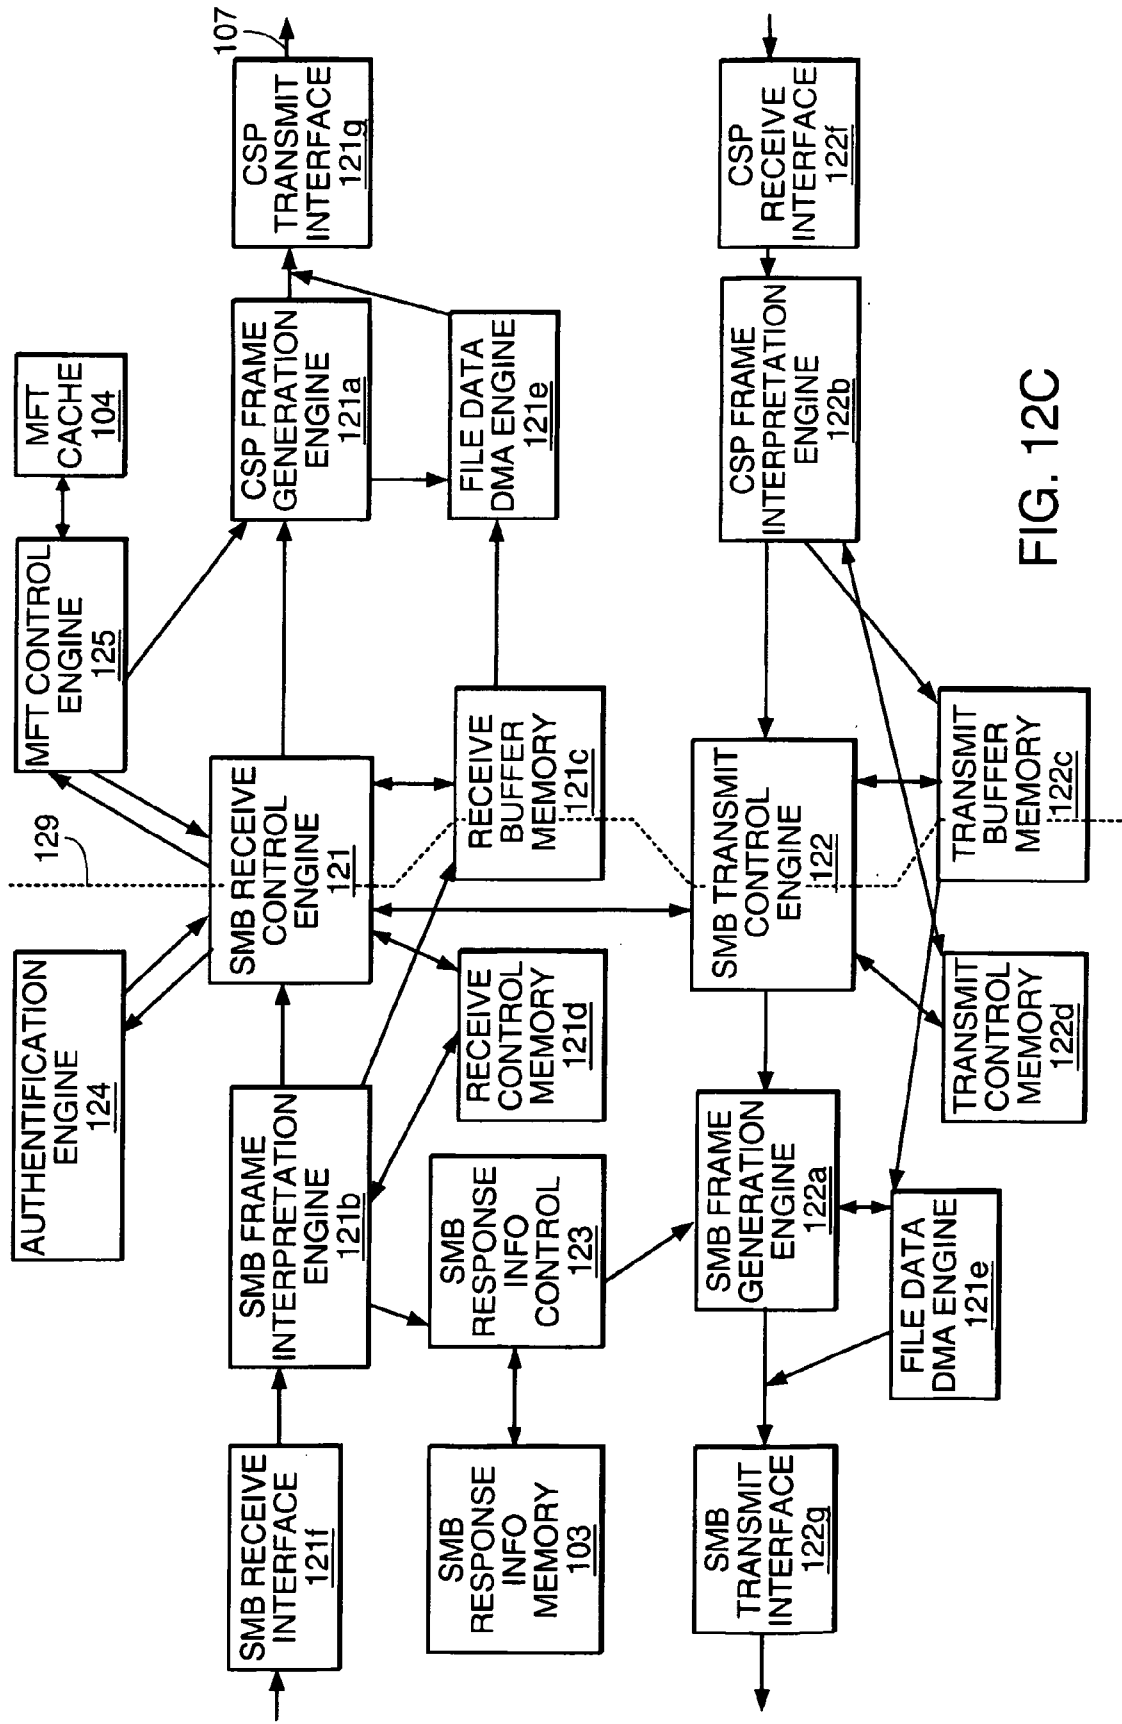 AUTHENTIFICATION
ENGINE
124
129
MFT CONTROL
ENGINE
125
MFT
CACHE
104
107
SMB RECEIVE
INTERFACE
121f
SMB FRAME
INTERPRETATION
ENGINE
121b
SMB RECEIVE
CONTROL
ENGINE
121
CSP FRAME
GENERATION
ENGINE
121a
CSP
TRANSMIT
INTERFACE
121g
SMB
RESPONSE
INFO
MEMORY
103
SMB
RESPONSE
INFO
CONTROL
123
RECEIVE
CONTROL
MEMORY
121d
RECEIVE
BUFFER
MEMORY
121c
FILE DATA
DMA ENGINE
121e
SMB
TRANSMIT
INTERFACE
122g
SMB FRAME
GENERATION
ENGINE
122a
SMB TRANSMIT
CONTROL
ENGINE
122
CSP FRAME
INTERPRETATION
ENGINE
122b
CSP
RECEIVE
INTERFACE
122f
FILE DATA
DMA ENGINE
121e
TRANSMIT
CONTROL
MEMORY
122d
TRANSMIT
BUFFER
MEMORY
122c
FIG. 12C